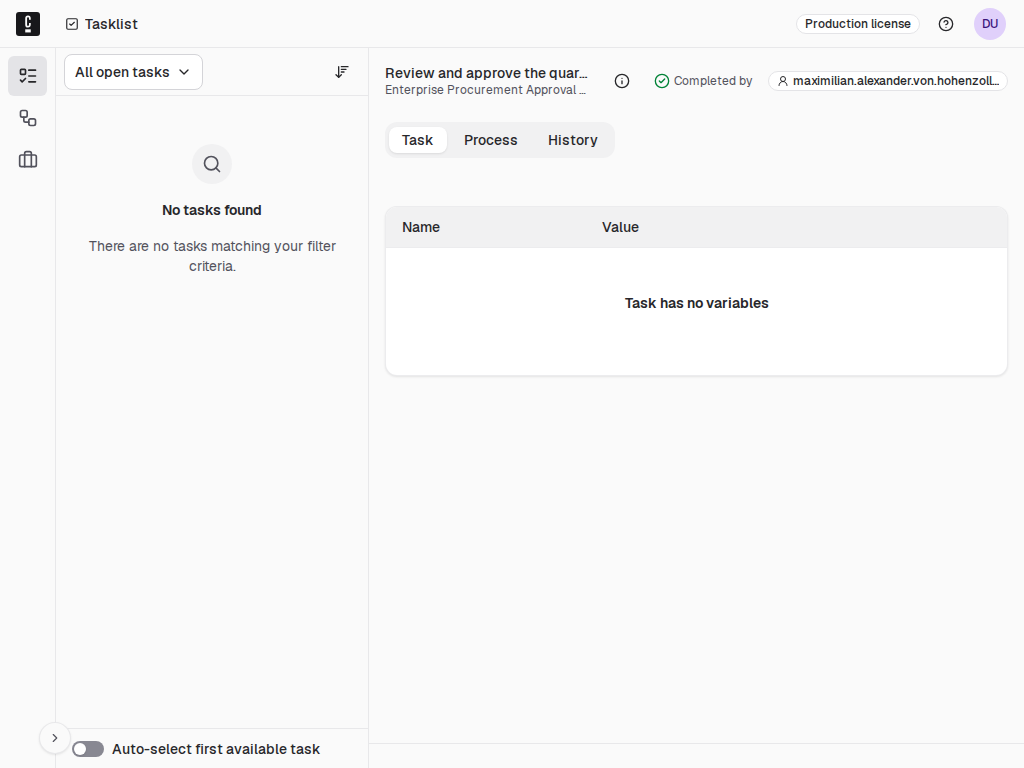 Tasklist
Production license
DU
All open tasks
No tasks found
There are no tasks matching your filter
criteria.
Auto-select first available task
Review and approve the quar...
Enterprise Procurement Approval ...
Completed by
maximilian.alexander.von.hohenzoll...
Task
Process
History
Name
Value
Task has no variables